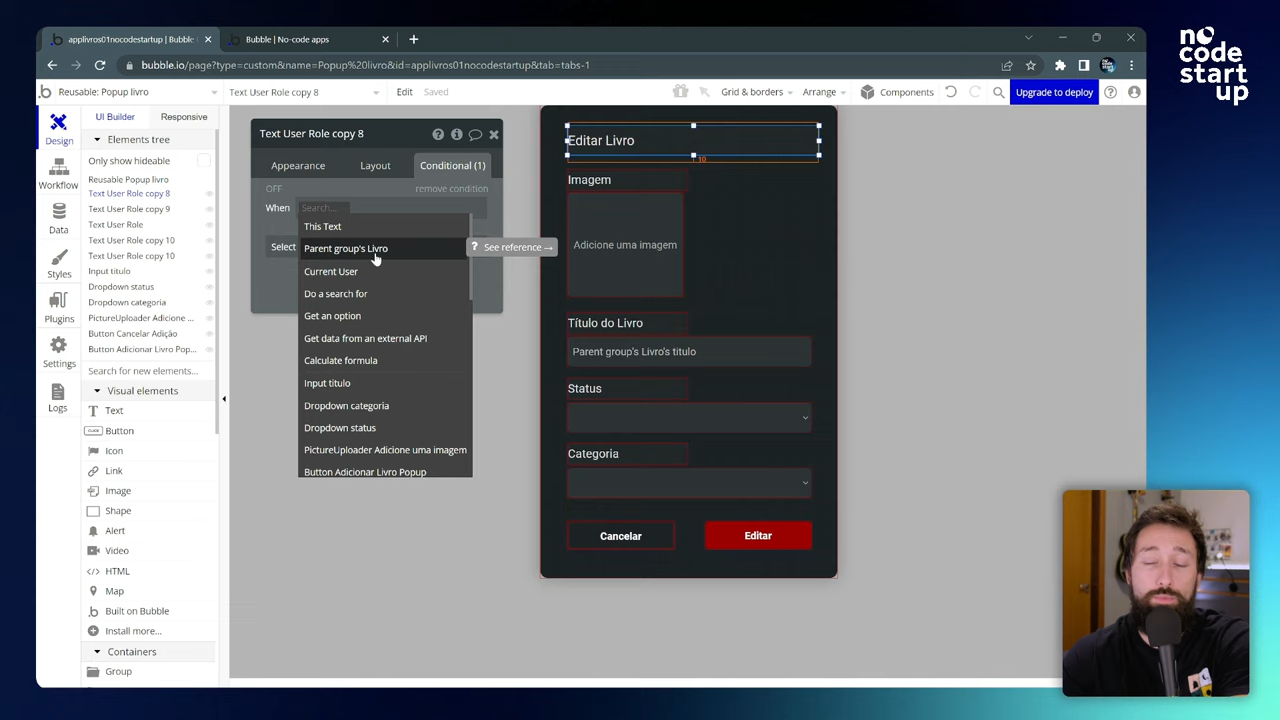 applivros01nocodestartup | Bubble
Bubble | No-code apps
no
code
start
up
bubble.io/page?type=custom&name=Popup%20livro&id=applivros01nocodestartup&tab=tabs-1
Reusable: Popup livro
Text User Role copy 8
Edit
Saved
Grid & borders
Arrange
Components
Upgrade to deploy
Design
Workflow
Data
Styles
Plugins
Settings
Logs
UI Builder
Responsive
Elements tree
Only show hideable
Reusable Popup livro
Text User Role copy 8
Text User Role copy 9
Text User Role
Text User Role copy 10
Text User Role copy 10
Input titulo
Dropdown status
Dropdown categoria
PictureUploader Adicione ...
Button Cancelar Adição
Button Adicionar Livro Pop...
Search for new elements...
Visual elements
Text
CLICK
Button
Icon
Link
Image
Shape
Alert
Video
HTML
Map
Built on Bubble
Install more...
Containers
Group
Text User Role copy 8
Appearance
Layout
Conditional (1)
OFF
remove condition
When
Search...
Select
This Text
Parent group's Livro
? See reference →
Current User
Do a search for
Get an option
Get data from an external API
Calculate formula
Input titulo
Dropdown categoria
Dropdown status
PictureUploader Adicione uma imagem
Button Adicionar Livro Popup
Editar Livro
10
Imagem
Adicione uma imagem
Título do Livro
Parent group's Livro's titulo
Status
Categoria
Cancelar
Editar